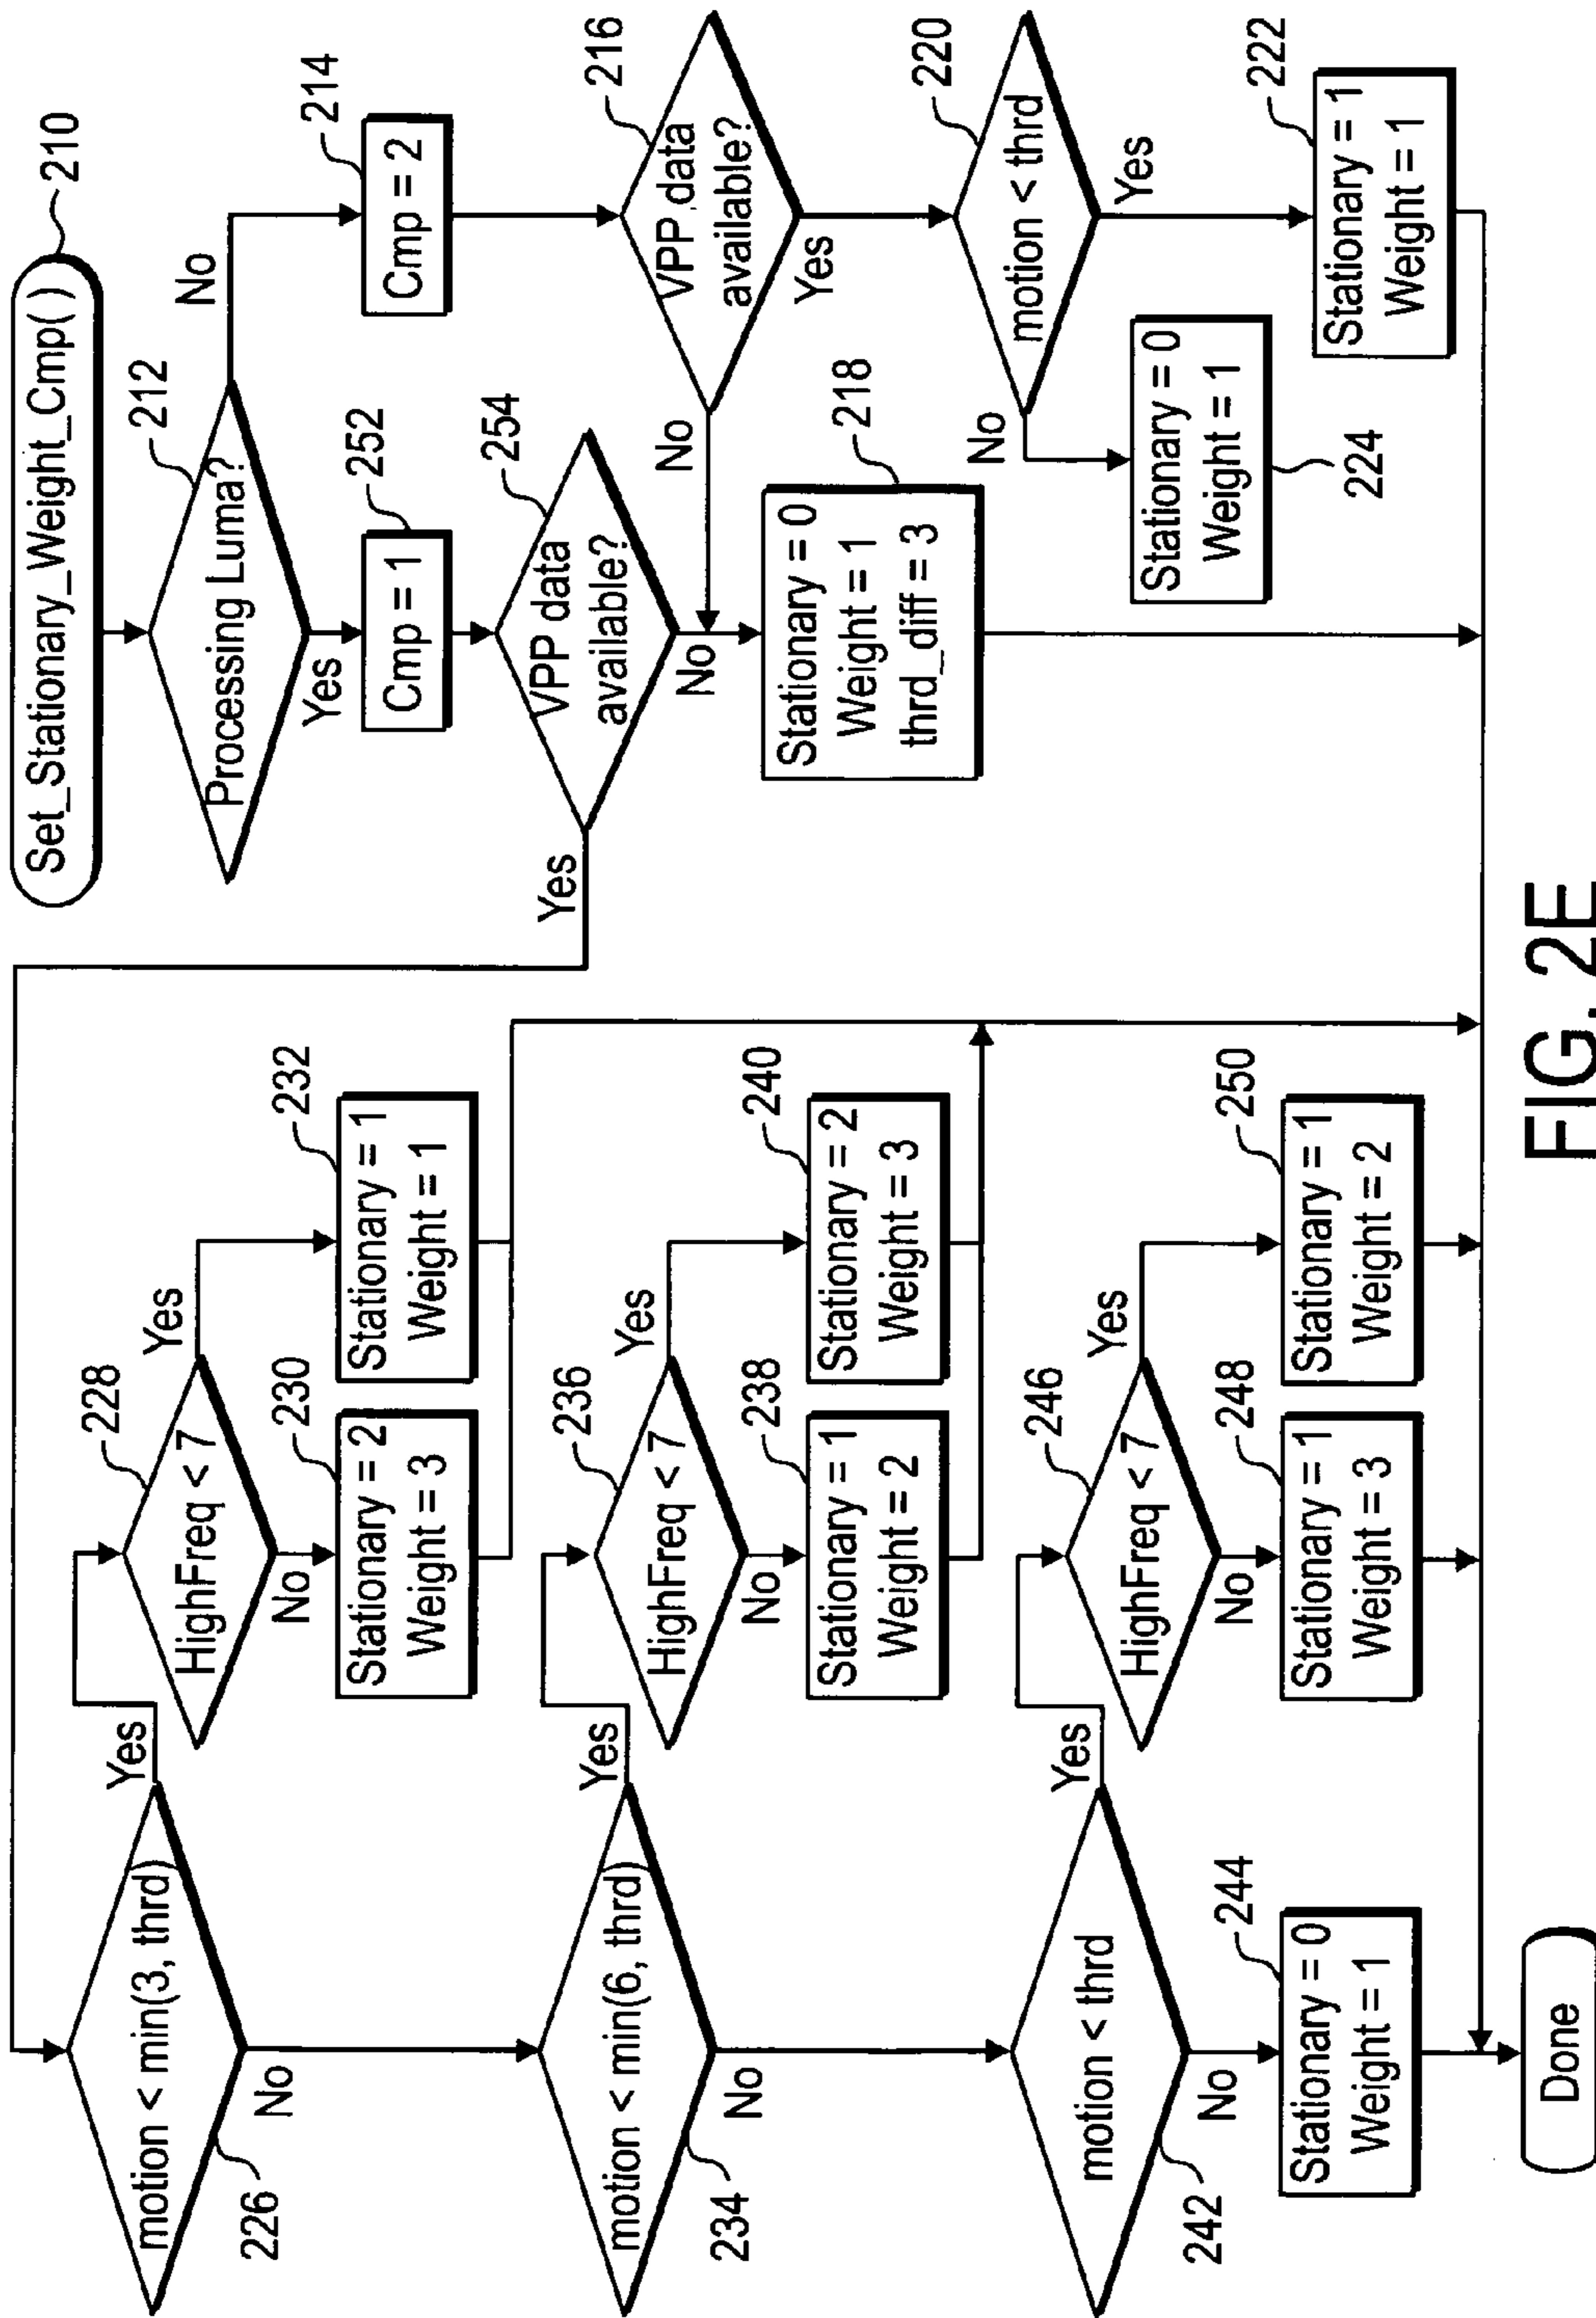 Set_Stationary_Weight_Cmp( )
210
Processing Luma?
212
No
Yes
Cmp = 2
214
Cmp = 1
252
VPP data
available?
254
VPP data
available?
216
Yes
No
No
Yes
Stationary = 0
Weight = 1
thrd_diff = 3
218
motion < thrd
220
No
Yes
Stationary = 0
Weight = 1
224
Stationary = 1
Weight = 1
222
motion < min(3, thrd)
226
Yes
No
HighFreq < 7
228
Yes
No
Stationary = 2
Weight = 3
230
Stationary = 1
Weight = 1
232
motion < min(6, thrd)
234
Yes
No
HighFreq < 7
236
Yes
No
Stationary = 1
Weight = 2
238
Stationary = 2
Weight = 3
240
motion < thrd
242
Yes
No
HighFreq < 7
246
Yes
No
Stationary = 1
Weight = 3
248
Stationary = 1
Weight = 2
250
Stationary = 0
Weight = 1
244
Done
FIG. 2E